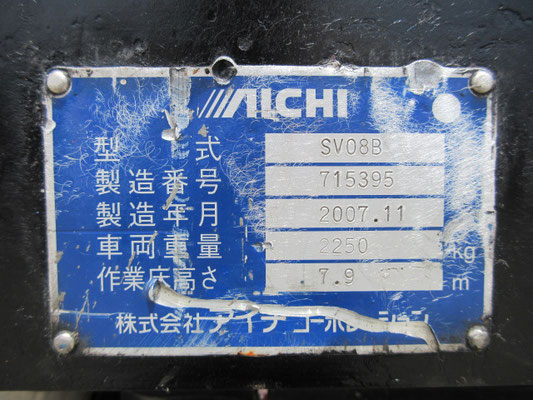 AICHI
型式 SV08B
製造番号 715395
製造年月 2007.11
車両重量 2250 kg
作業床高さ 7.9 m
株式会社アイチコーポレーション